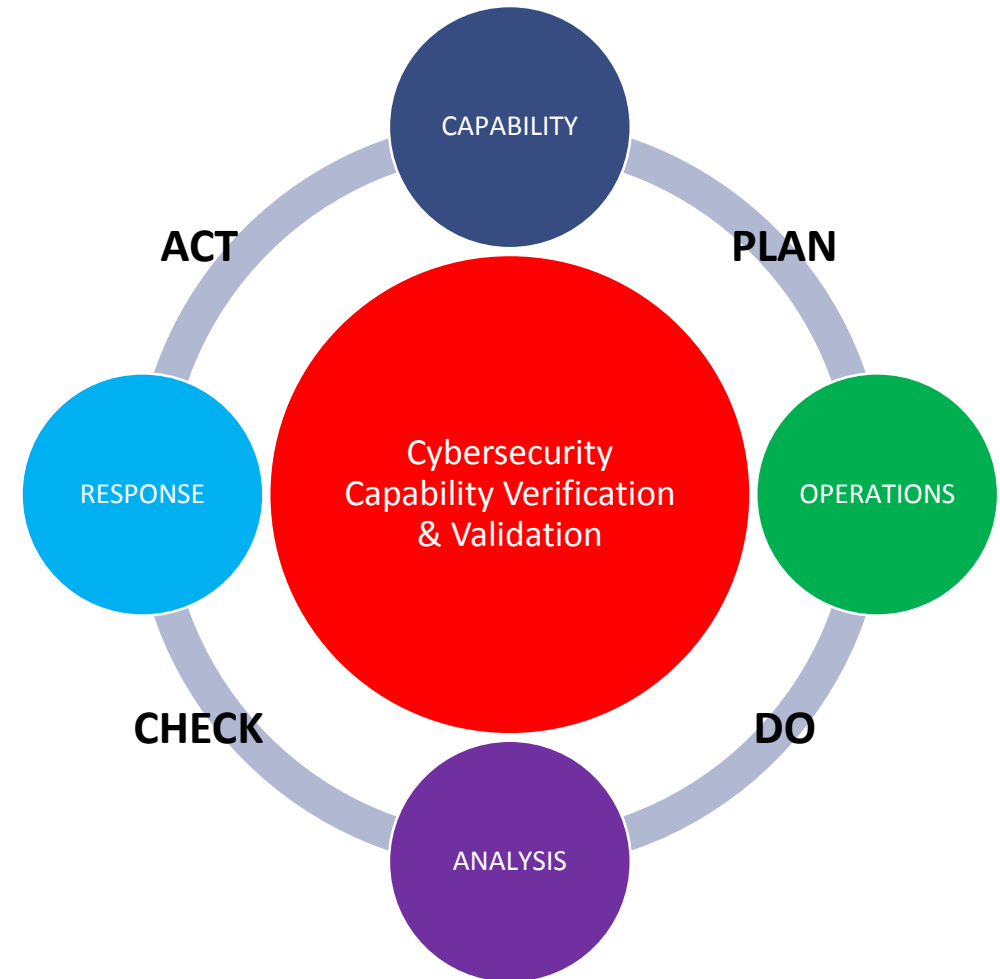 CAPABILITY
ACT
PLAN
Cybersecurity
Capability Verification
& Validation
RESPONSE
OPERATIONS
CHECK
DO
ANALYSIS